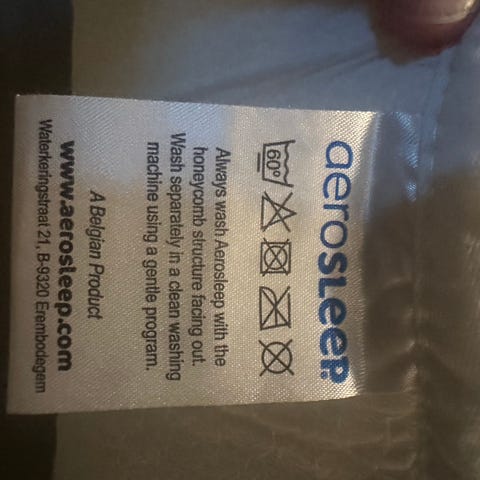 aerosleep.
60°
Always wash Aerosleep with the
honeycomb structure facing out.
Wash separately in a clean washing
machine using a gentle program.
A Belgian Product
www.aerosleep.com
Waterkeringstraat 21, B-9320 Erembodegem